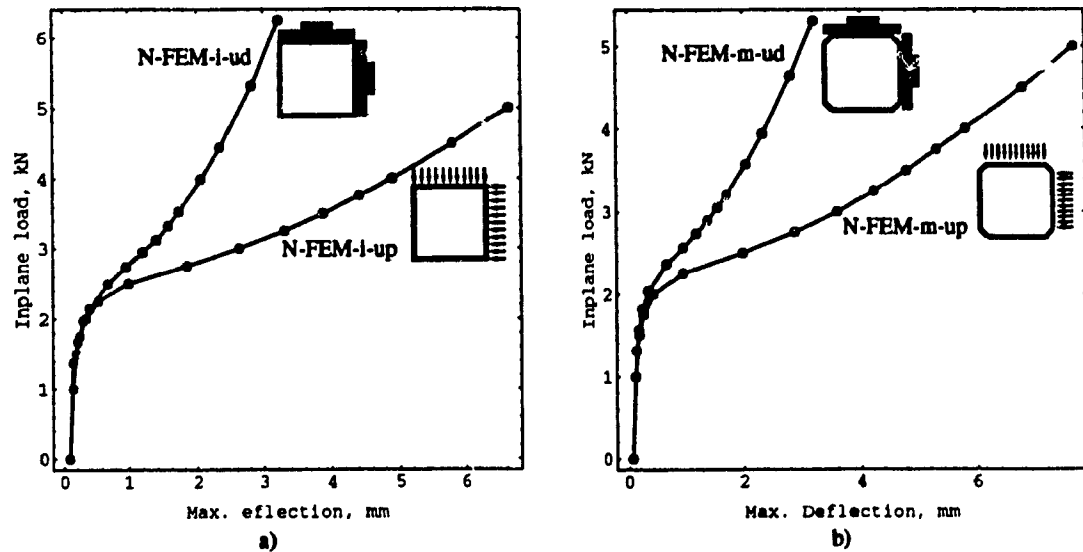 N-FEM-i-ud
N-FEM-i-up
Inplane load, kN
6
5
4
3
2
1
0
0 1 2 3 4 5 6
Max. eflection, mm
a)
N-FEM-m-ud
N-FEM-m-up
Inplane load, kN
5
4
3
2
1
0
0 2 4 6
Max. Deflection, mm
b)